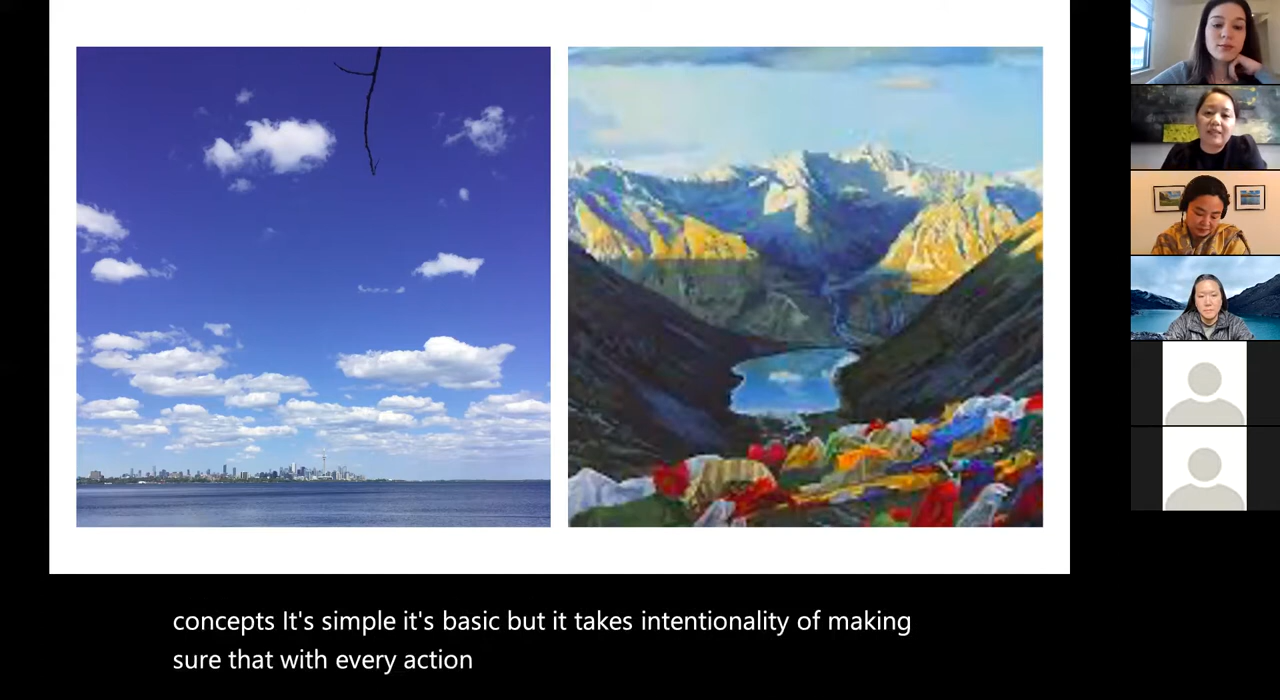 concepts It's simple it's basic but it takes intentionality of making
sure that with every action